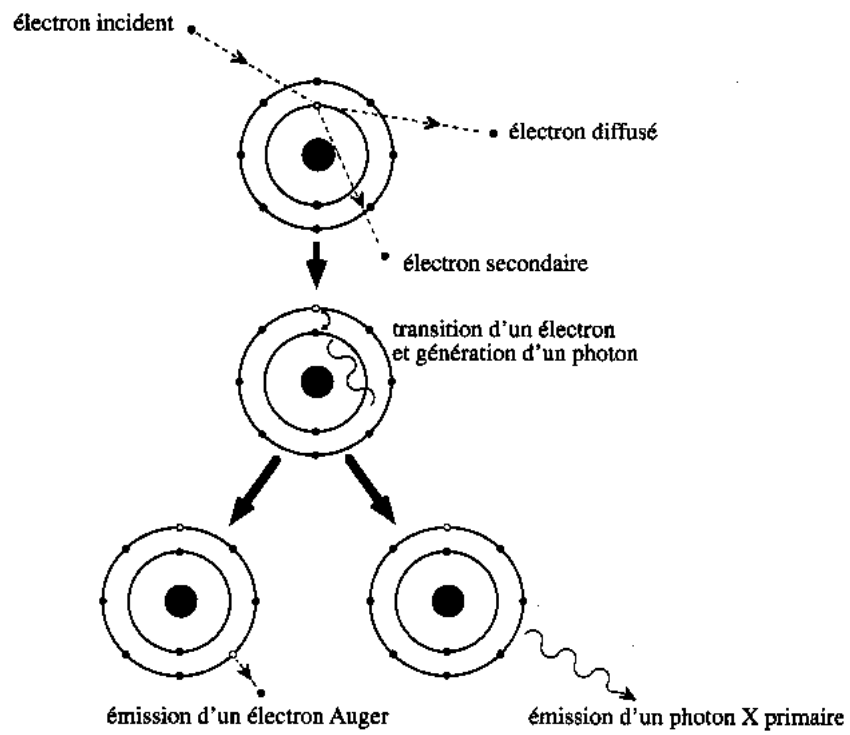 électron incident
électron diffusé
électron secondaire
transition d'un électron
et génération d'un photon
émission d'un électron Auger
émission d'un photon X primaire